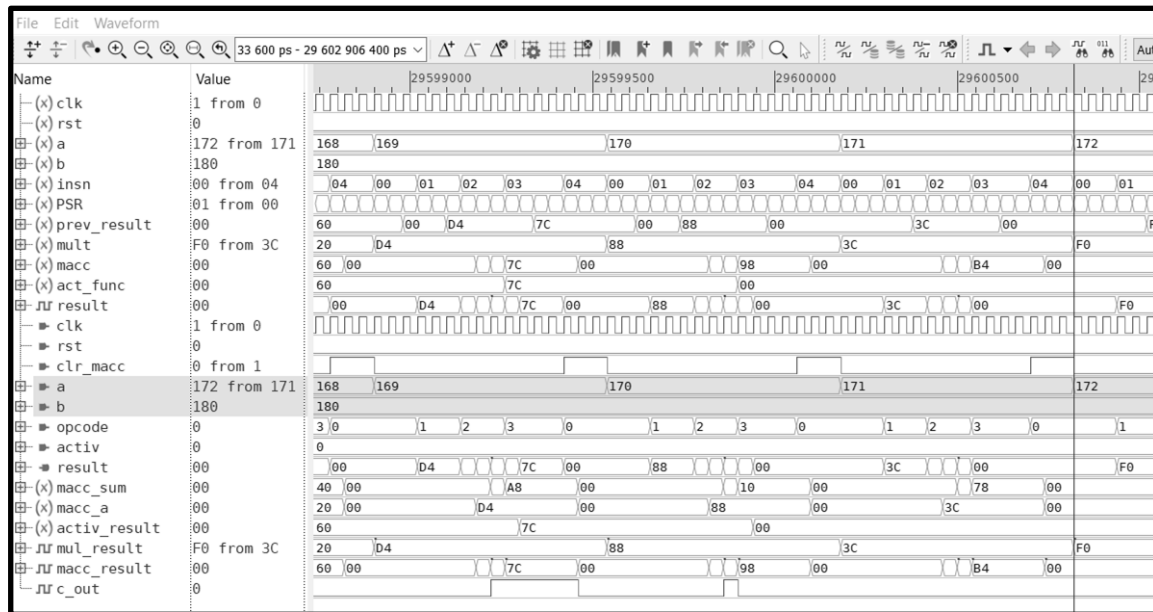 File Edit Waveform
33 600 ps - 29 602 906 400 ps Aut
Name Value 29599000 29599500 29600000 29600500 29
(x) clk 1 from 0
(x) rst 0
(x) a 172 from 171 168 169 170 171 172
(x) b 180 180
(x) insn 00 from 04 04 00 01 02 03 04 00 01 02 03 04 00 01 02 03 04 00 01
(x) PSR 01 from 00
(x) prev_result 00 60 00 D4 7C 00 88 00 3C 00
(x) mult F0 from 3C 20 D4 88 3C F0
(x) macc 00 60 00 7C 00 98 00 B4 00
(x) act_func 00 60 7C 00
result 00 00 D4 7C 00 88 00 3C 00 F0
clk 1 from 0
rst 0
clr_macc 0 from 1
a 172 from 171 168 169 170 171 172
b 180 180
opcode 0 3 0 1 2 3 0 1 2 3 0 1 2 3 0 1
activ 0 0
result 00 00 D4 7C 00 88 00 3C 00 F0
(x) macc_sum 00 40 00 A8 00 10 00 78 00
(x) macc_a 00 20 00 D4 00 88 00 3C 00
(x) activ_result 00 60 7C 00
mul_result F0 from 3C 20 D4 88 3C F0
macc_result 00 60 00 7C 00 98 00 B4 00
c_out 0